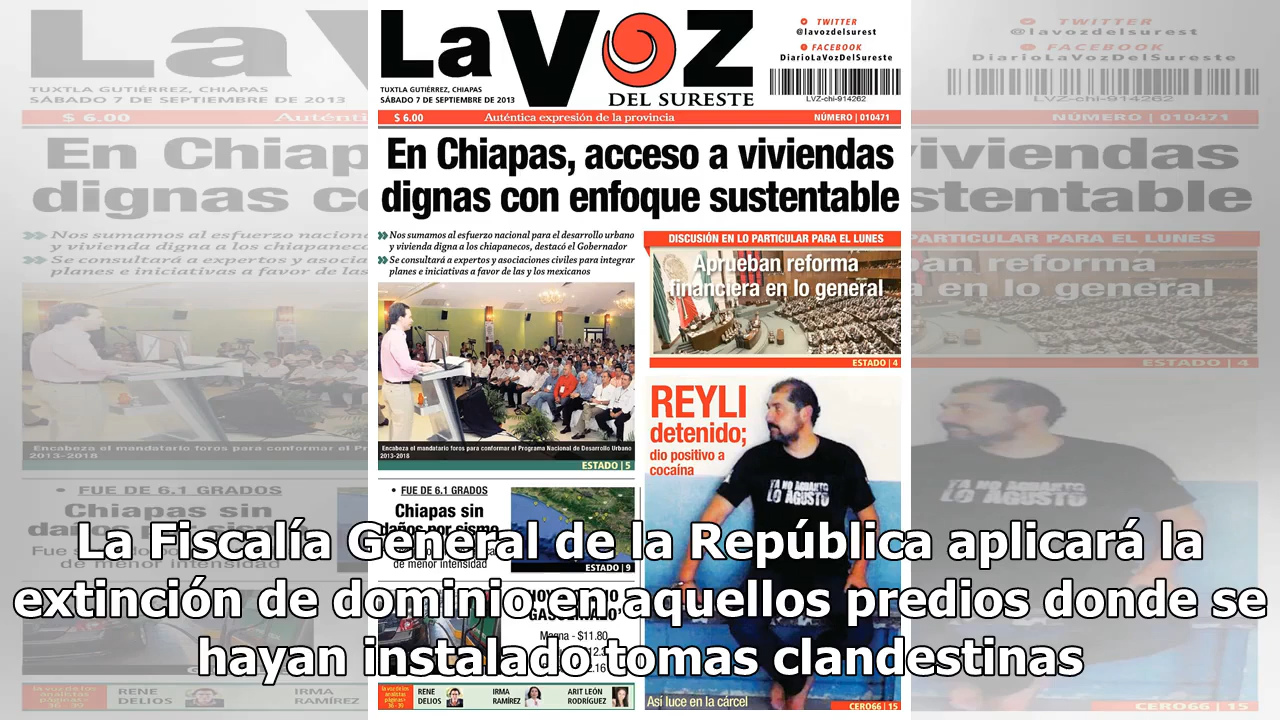 La VOZ
DEL SURESTE
TUXTLA GUTIÉRREZ, CHIAPAS
SÁBADO 7 DE SEPTIEMBRE DE 2013
TWITTER
@lavozdelsurest
FACEBOOK
DiarioLaVozDelSureste
LVZ-chi-914262
$ 6.00
Auténtica expresión de la provincia
NÚMERO | 010471
En Chiapas, acceso a viviendas
dignas con enfoque sustentable
Nos sumamos al esfuerzo nacional para el desarrollo urbano
y vivienda digna a los chiapanecos, destacó el Gobernador
Se consultará a expertos y asociaciones civiles para integrar
planes e iniciativas a favor de las y los mexicanos
Encabeza el mandatario foros para conformar el Programa Nacional de Desarrollo Urbano
2013-2018
ESTADO | 5
DISCUSIÓN EN LO PARTICULAR PARA EL LUNES
Aprueban reforma
financiera en lo general
ESTADO | 4
REYLI
detenido;
dio positivo a
cocaína
YA NO AGUANTO
LO AGUSTO
Así luce en la cárcel
CERO66 | 15
• FUE DE 6.1 GRADOS
Chiapas sin
daños por sismo
de menor intensidad
ESTADO | 9
Magna - $11.80
la voz de los
analistas
páginas •
36 - 39
RENE
DELIOS
IRMA
RAMÍREZ
ARIT LEÓN
RODRÍGUEZ
La Fiscalía General de la República aplicará la
extinción de dominio en aquellos predios donde se
hayan instalado tomas clandestinas